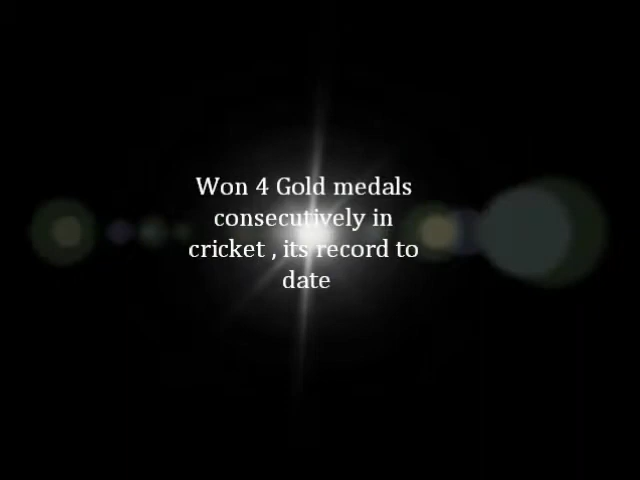 Won 4 Gold medals
consecutively in
cricket , its record to
date